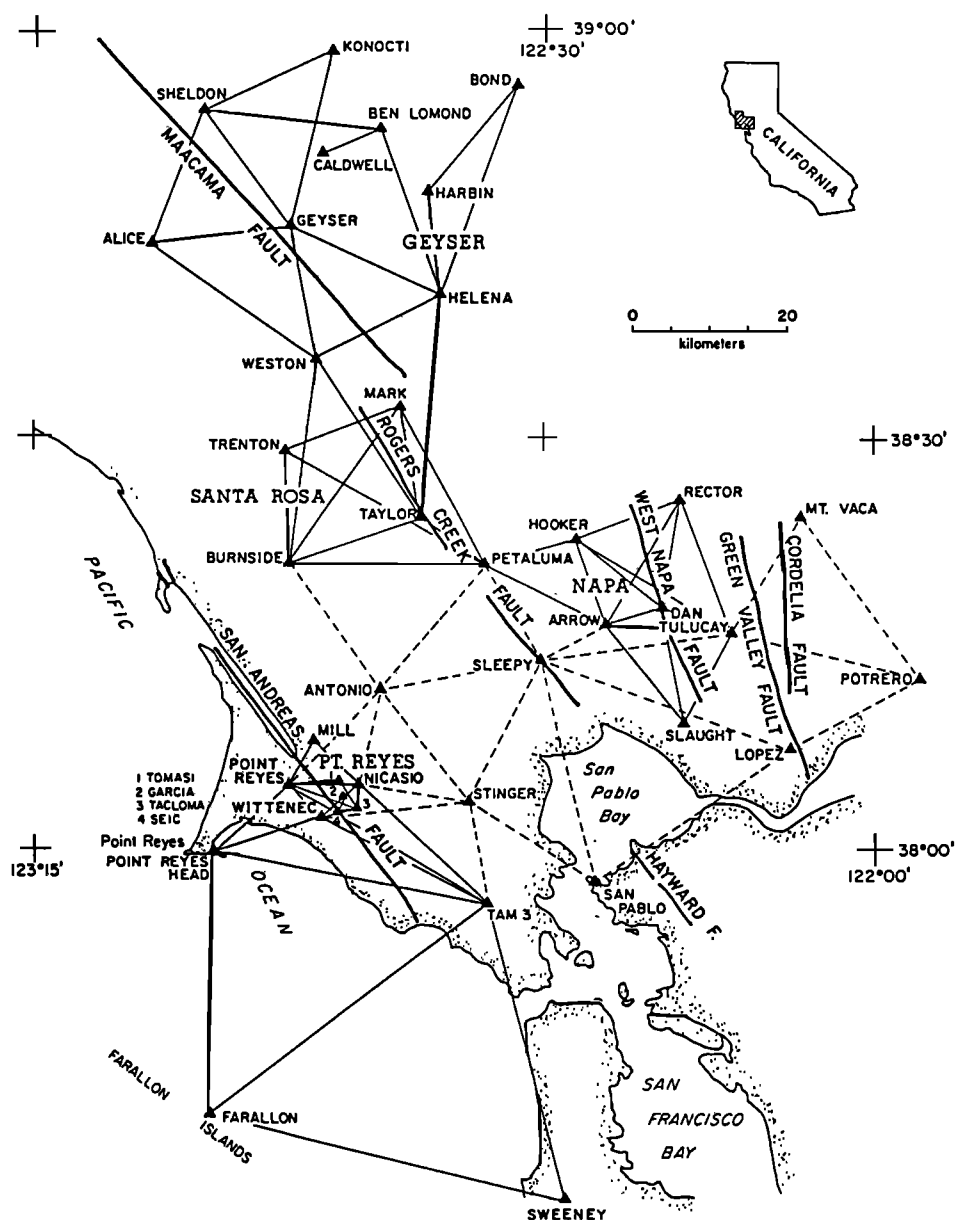 39°00'
122°30'
KONOCTI
BOND
SHELDON
BEN LOMOND
CALDWELL
MAACAMA
FAULT
HARBIN
GEYSER
GEYSER
ALICE
HELENA
CALIFORNIA
0 20
kilometers
WESTON
MARK
TRENTON
ROGERS
CREEK
FAULT
38°30'
SANTA ROSA
TAYLOR
BURNSIDE
PETALUMA
HOOKER
RECTOR
MT. VACA
WEST NAPA
FAULT
GREEN VALLEY FAULT
CORDELIA FAULT
NAPA
ARROW
DAN
TULUCAY
SLEEPY
POTRERO
SLAUGHT
LOPEZ
PACIFIC
OCEAN
SAN ANDREAS
FAULT
ANTONIO
MILL
PT. REYES
POINT
REYES
NICASIO
1 TOMASI
2 GARCIA
3 TACLOMA
4 SEIC
2
3
4
WITTENEC
STINGER
San
Pablo
Bay
Point Reyes
POINT REYES
HEAD
123°15'
38°00'
122°00'
HAYWARD F.
SAN
PABLO
TAM 3
FARALLON
ISLANDS
FARALLON
SAN
FRANCISCO
BAY
SWEENEY